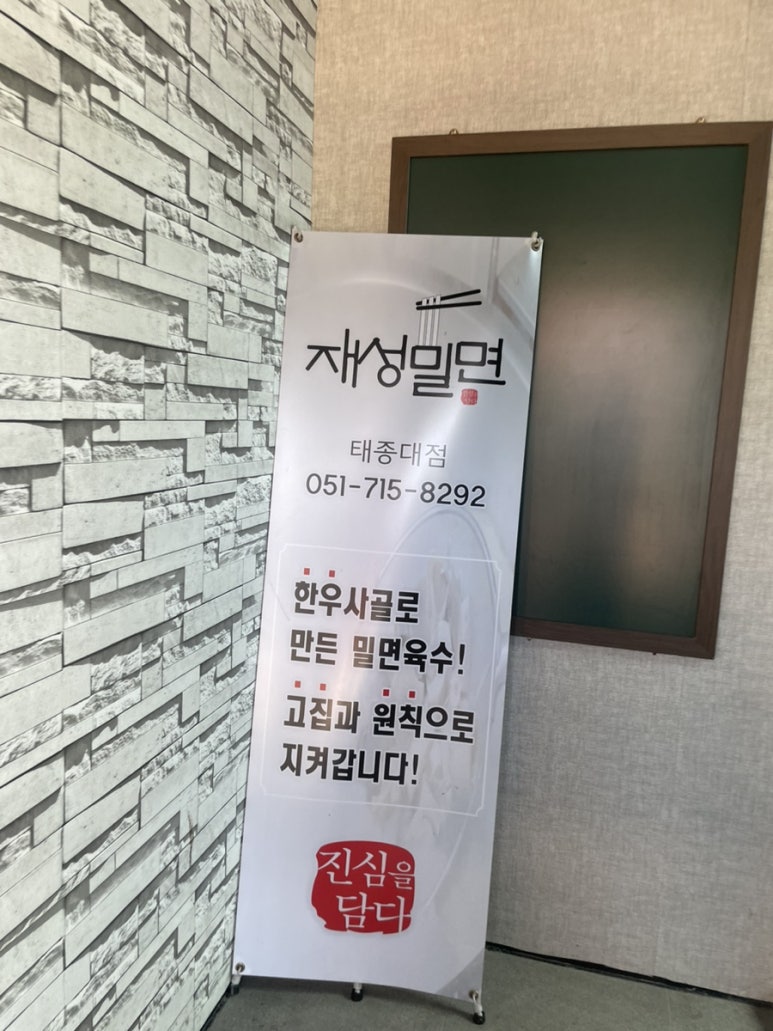 재성밀면
태종대점
051-715-8292
한우사골로
만든 밀면육수!
고집과 원칙으로
지켜갑니다!
진심을
담다